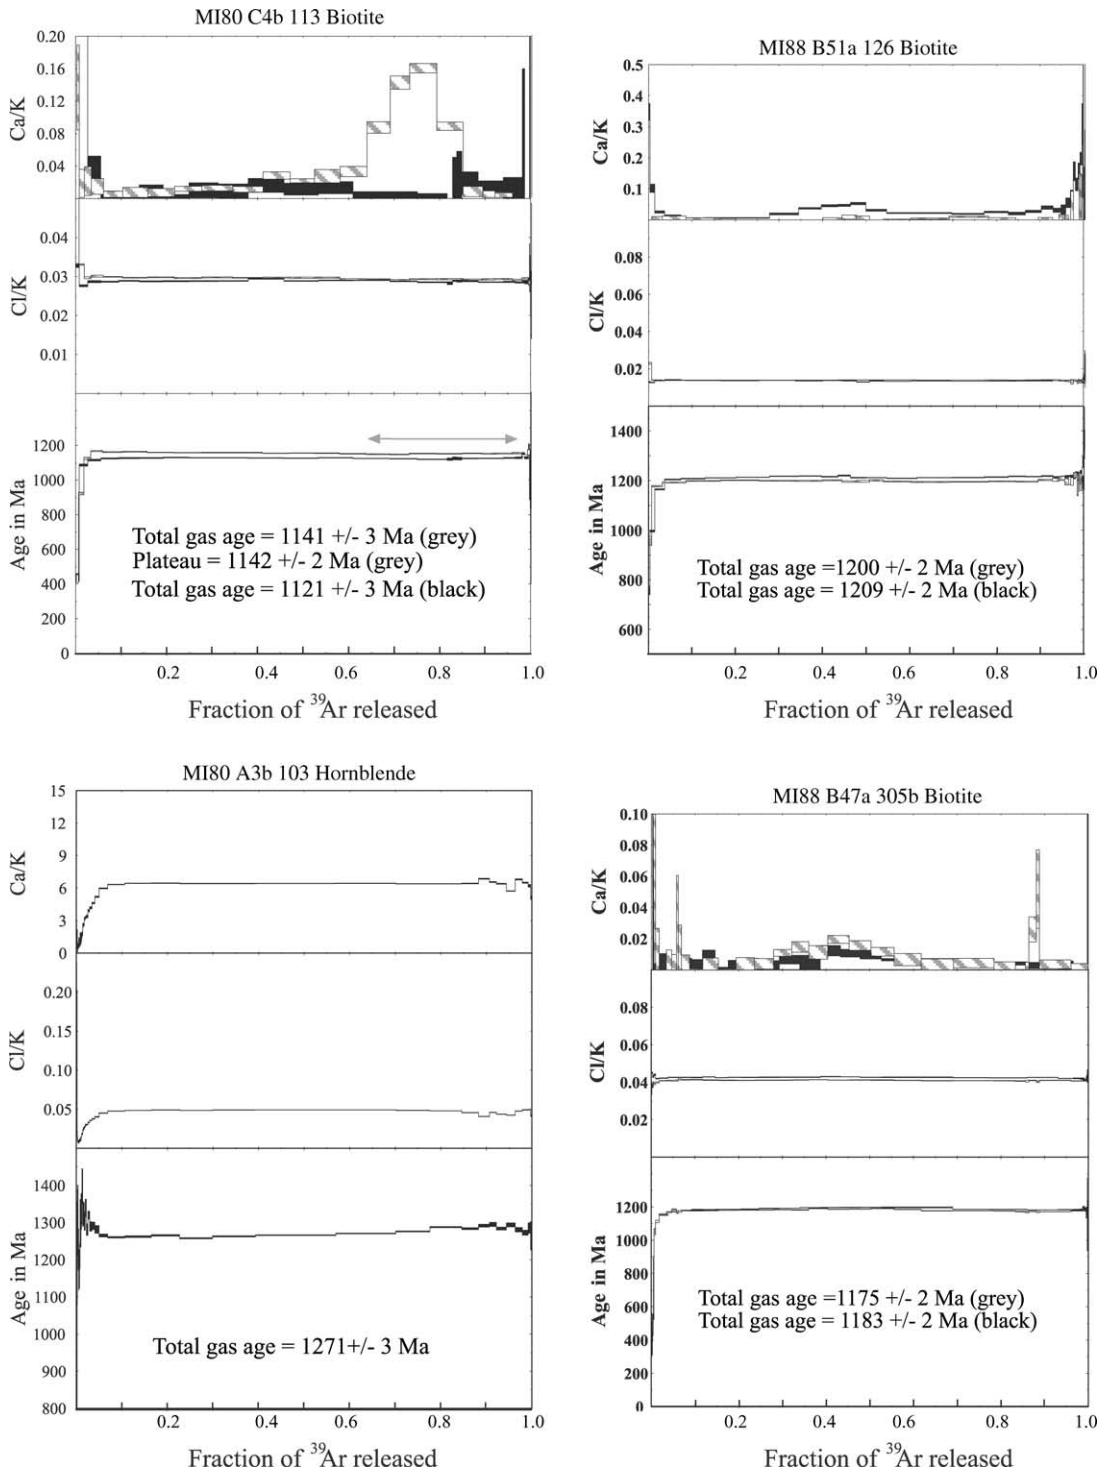 MI80 C4b 113 Biotite
0.20
0.16
0.12
0.08
0.04
Ca/K
0.04
0.03
0.02
0.01
Cl/K
1200
1000
800
600
400
200
0
Age in Ma
Total gas age = 1141 +/- 3 Ma (grey)
Plateau = 1142 +/- 2 Ma (grey)
Total gas age = 1121 +/- 3 Ma (black)
0.2
0.4
0.6
0.8
1.0
Fraction of ³⁹Ar released
MI88 B51a 126 Biotite
0.5
0.4
0.3
0.2
0.1
Ca/K
0.08
0.06
0.04
0.02
Cl/K
1400
1200
1000
800
600
Age in Ma
Total gas age =1200 +/- 2 Ma (grey)
Total gas age = 1209 +/- 2 Ma (black)
0.2
0.4
0.6
0.8
1.0
Fraction of ³⁹Ar released
MI80 A3b 103 Hornblende
15
12
9
6
3
0
Ca/K
0.20
0.15
0.10
0.05
Cl/K
1400
1300
1200
1100
1000
900
800
Age in Ma
Total gas age = 1271+/- 3 Ma
0.2
0.4
0.6
0.8
1.0
Fraction of ³⁹Ar released
MI88 B47a 305b Biotite
0.10
0.08
0.06
0.04
0.02
Ca/K
0.08
0.06
0.04
0.02
Cl/K
1200
1000
800
600
400
200
0
Age in Ma
Total gas age =1175 +/- 2 Ma (grey)
Total gas age = 1183 +/- 2 Ma (black)
0.2
0.4
0.6
0.8
1.0
Fraction of ³⁹Ar released